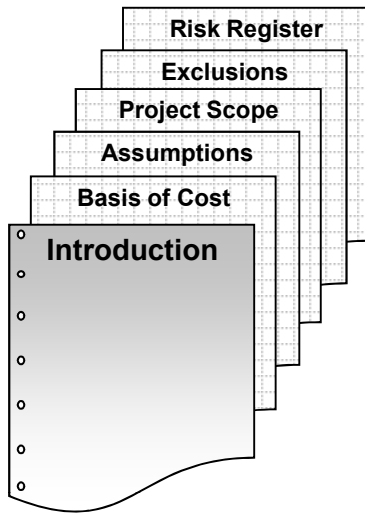 Risk Register
Exclusions
Project Scope
Assumptions
Basis of Cost
Introduction